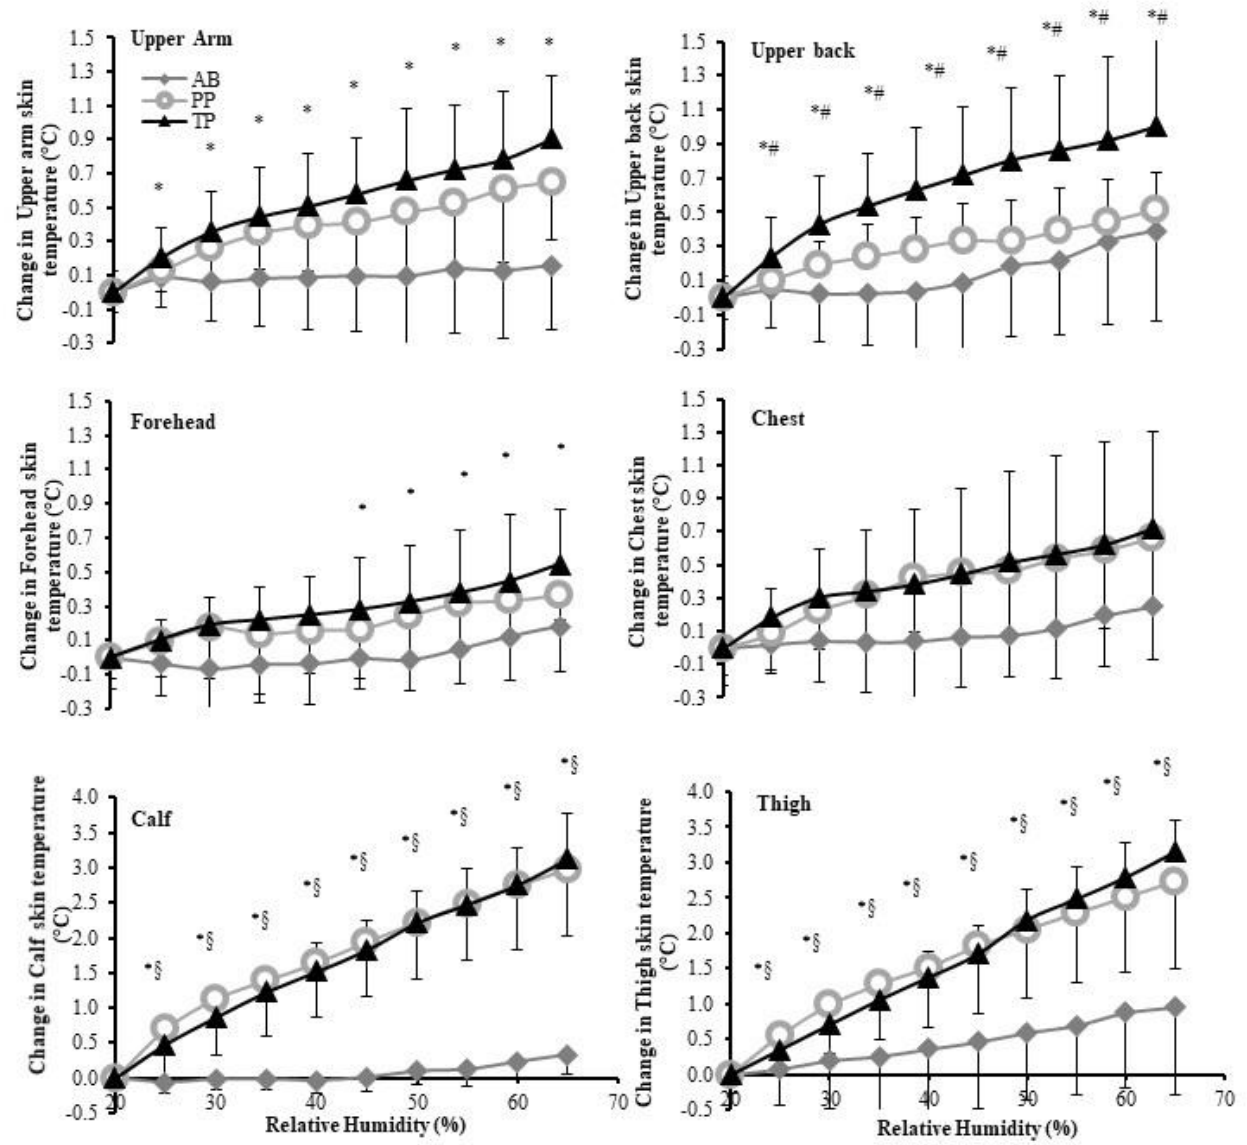 Upper Arm
AB
PP
TP
Change in Upper arm skin
temperature (°C)
1.5
1.3
1.1
0.9
0.7
0.5
0.3
0.1
-0.1
-0.3
* * * * * * * * *
Upper back
Change in Upper back skin
temperature (°C)
1.5
1.3
1.1
0.9
0.7
0.5
0.3
0.1
-0.1
-0.3
*# *# *# *# *# *# *# *#
Forehead
Change in Forehead skin
temperature (°C)
1.5
1.3
1.1
0.9
0.7
0.5
0.3
0.1
-0.1
-0.3
* * * * *
Chest
Change in Chest skin
temperature (°C)
1.5
1.3
1.1
0.9
0.7
0.5
0.3
0.1
-0.1
-0.3
Calf
Change in Calf skin temperature
(°C)
4.0
3.5
3.0
2.5
2.0
1.5
1.0
0.5
0.0
-0.5
*§ *§ *§ *§ *§ *§ *§ *§ *§
20 30 40 50 60 70
Relative Humidity (%)
Thigh
Change in Thigh skin temperature
(°C)
4.0
3.5
3.0
2.5
2.0
1.5
1.0
0.5
0.0
-0.5
*§ *§ *§ *§ *§ *§ *§ *§ *§
20 30 40 50 60 70
Relative Humidity (%)